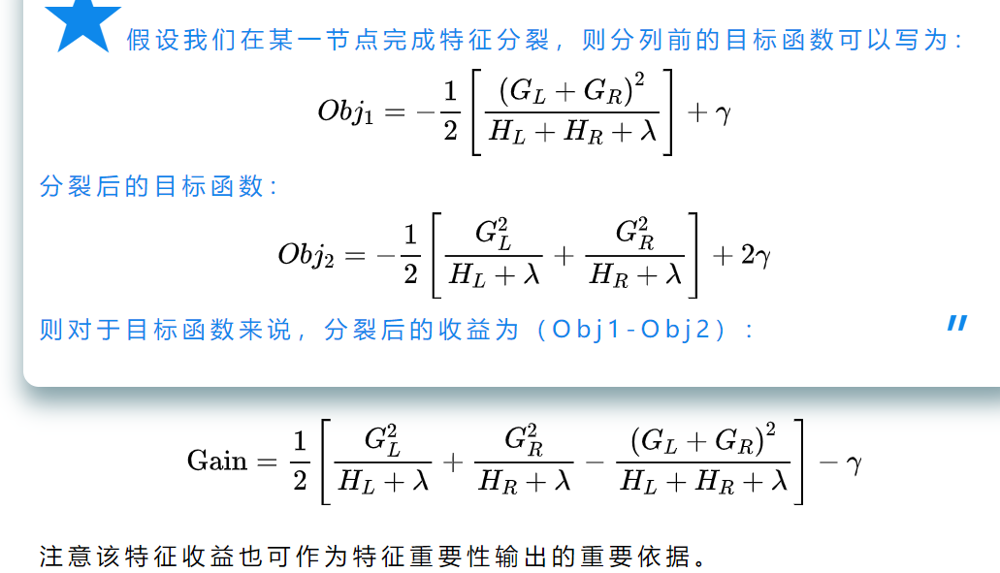 假设我们在某一节点完成特征分裂，则分列前的目标函数可以写为：
$Obj_1 = -\frac{1}{2}\left[\frac{(G_L + G_R)^2}{H_L + H_R + \lambda}\right] + \gamma$
分裂后的目标函数：
$Obj_2 = -\frac{1}{2}\left[\frac{G_L^2}{H_L + \lambda} + \frac{G_R^2}{H_R + \lambda}\right] + 2\gamma$
则对于目标函数来说，分裂后的收益为（Obj1-Obj2）：
"
$\text{Gain} = \frac{1}{2}\left[\frac{G_L^2}{H_L + \lambda} + \frac{G_R^2}{H_R + \lambda} - \frac{(G_L + G_R)^2}{H_L + H_R + \lambda}\right] - \gamma$
注意该特征收益也可作为特征重要性输出的重要依据。